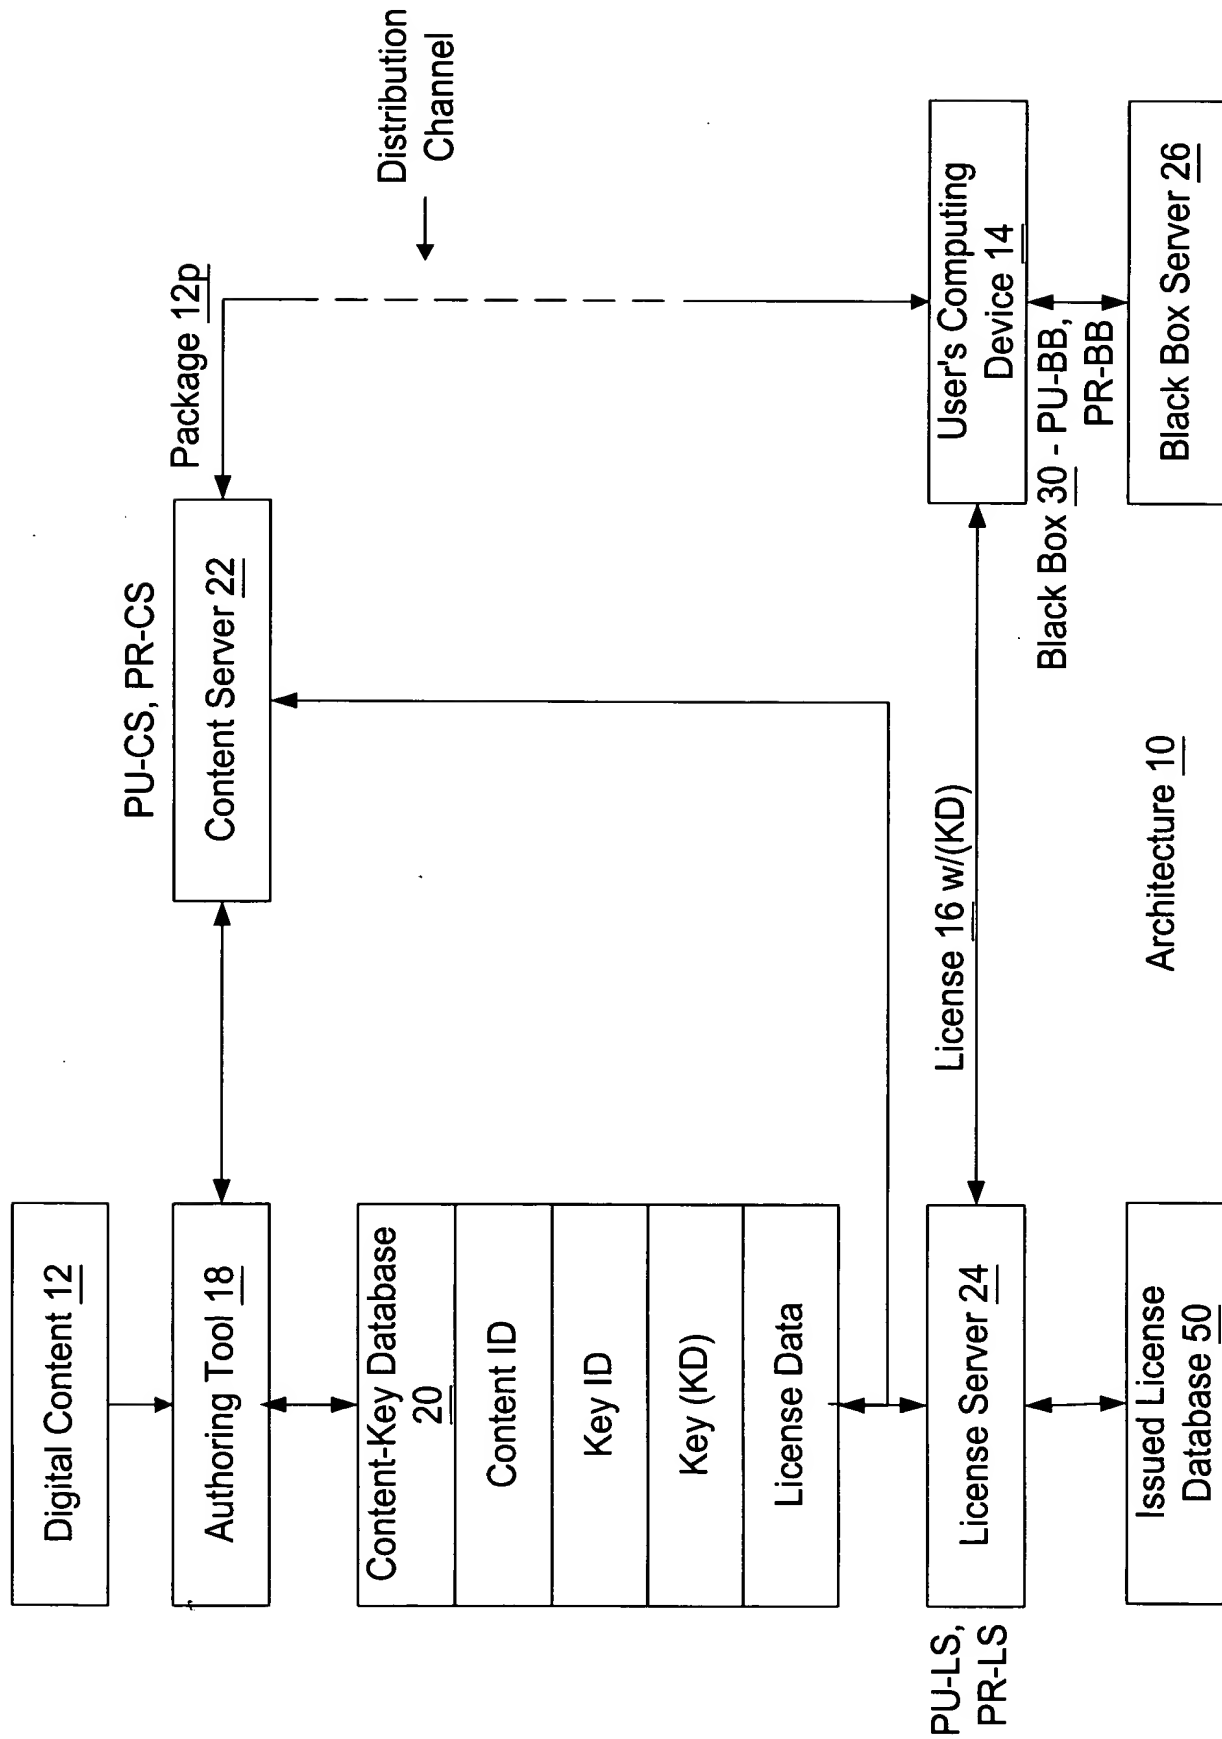 Digital Content 12
Authoring Tool 18
Content-Key Database
20
Content ID
Key ID
Key (KD)
License Data
PU-LS,
PR-LS
License Server 24
Issued License
Database 50
PU-CS, PR-CS
Content Server 22
License 16 w/(KD)
Architecture 10
Package 12p
Distribution
Channel
User's Computing
Device 14
Black Box 30 - PU-BB,
PR-BB
Black Box Server 26